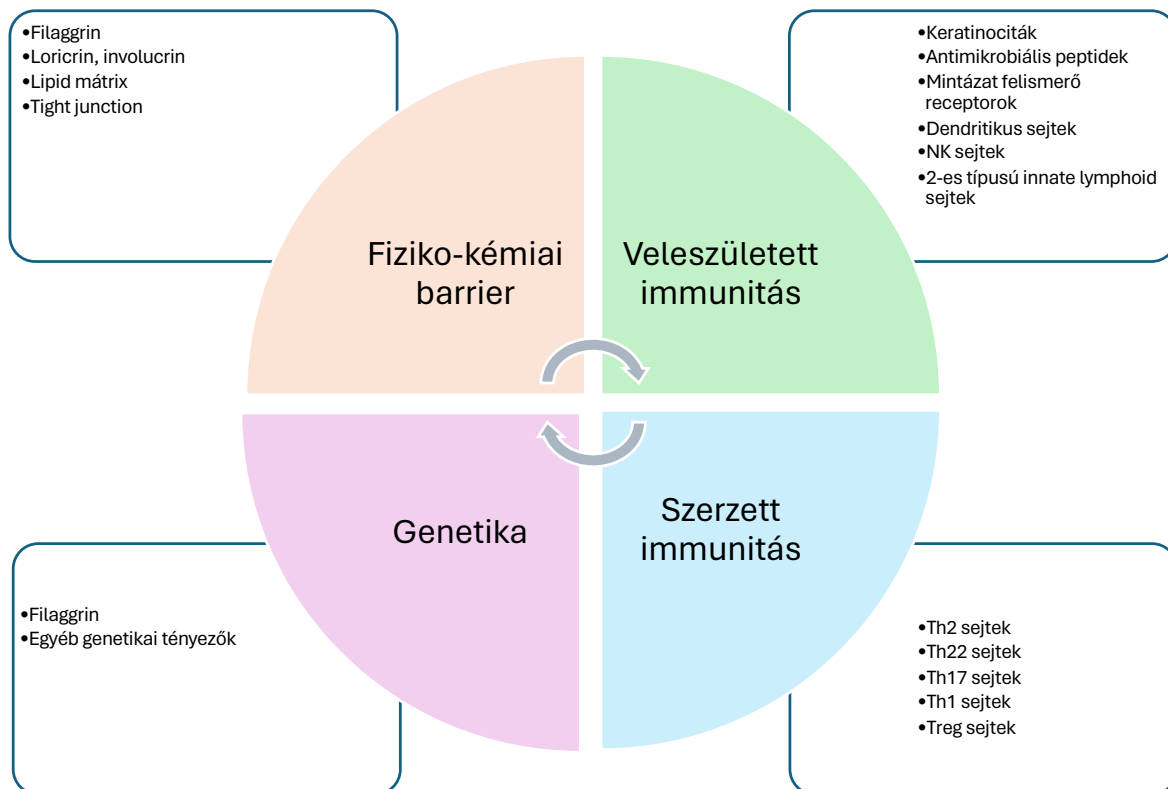 •Filaggrin
•Loricrin, involucrin
•Lipid mátrix
•Tight junction
•Keratinociták
•Antimikrobiális peptidek
•Mintázat felismerő
receptorok
•Dendritikus sejtek
•NK sejtek
•2-es típusú innate lymphoid
sejtek
Fiziko-kémiai
barrier
Veleszületett
immunitás
Genetika
Szerzett
immunitás
•Filaggrin
•Egyéb genetikai tényezők
•Th2 sejtek
•Th22 sejtek
•Th17 sejtek
•Th1 sejtek
•Treg sejtek